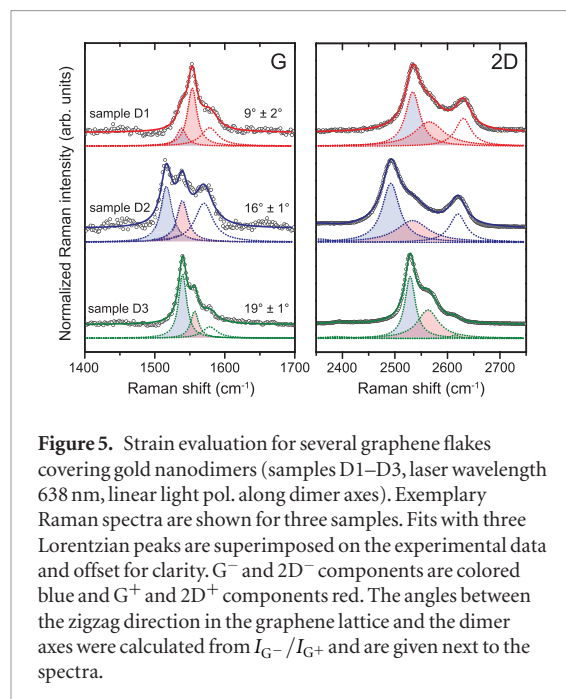 G
2D
Normalized Raman intensity (arb. units)
sample D1
9° ± 2°
sample D2
16° ± 1°
sample D3
19° ± 1°
1400 1500 1600 1700
2400 2500 2600 2700
Raman shift (cm⁻¹)
Raman shift (cm⁻¹)
Figure 5. Strain evaluation for several graphene flakes
covering gold nanodimers (samples D1–D3, laser wavelength
638 nm, linear light pol. along dimer axes). Exemplary
Raman spectra are shown for three samples. Fits with three
Lorentzian peaks are superimposed on the experimental data
and offset for clarity. G⁻ and 2D⁻ components are colored
blue and G⁺ and 2D⁺ components red. The angles between
the zigzag direction in the graphene lattice and the dimer
axes were calculated from I_G⁻/I_G⁺ and are given next to the
spectra.